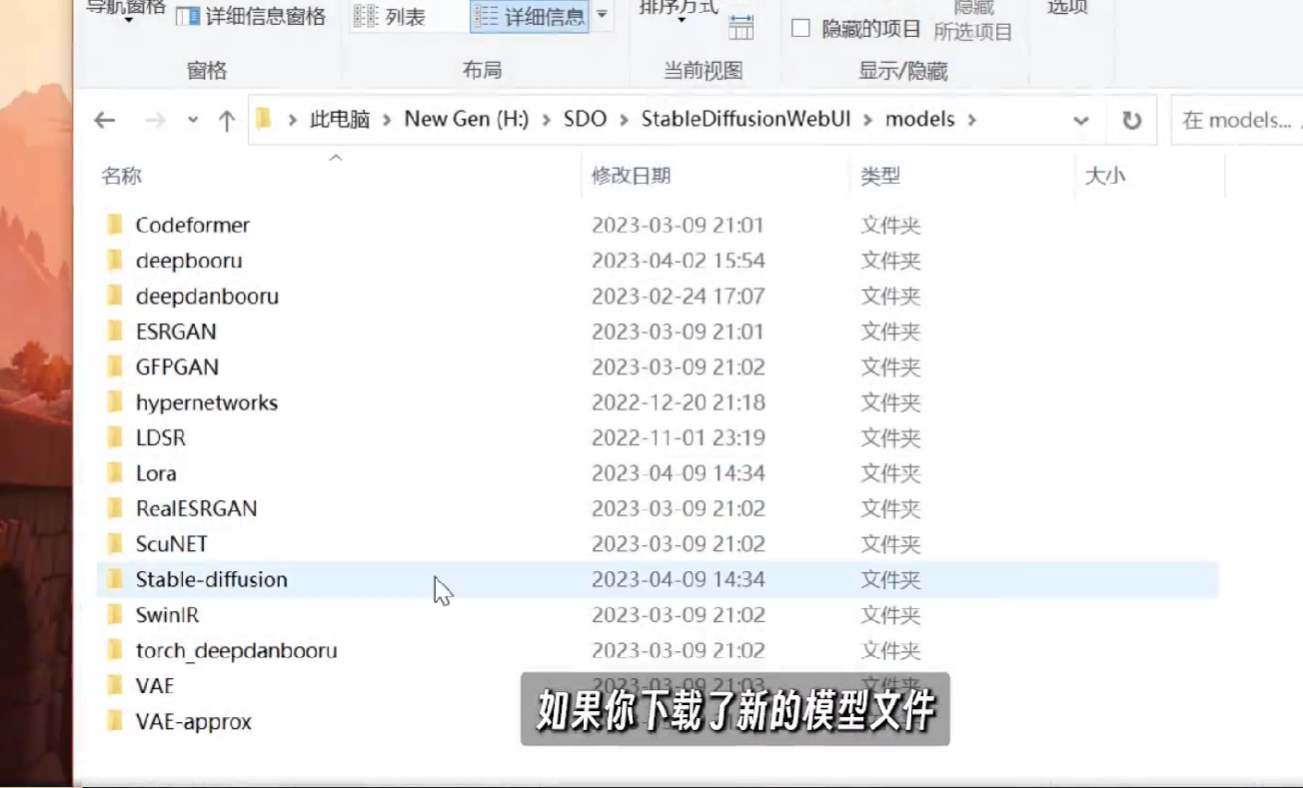 导航窗格
详细信息窗格
列表
详细信息
排序方式
隐藏的项目
隐藏
所选项目
选项
窗格
布局
当前视图
显示/隐藏
此电脑 > New Gen (H:) > SDO > StableDiffusionWebUI > models >
在 models...
名称 修改日期 类型 大小
Codeformer 2023-03-09 21:01 文件夹
deepbooru 2023-04-02 15:54 文件夹
deepdanbooru 2023-02-24 17:07 文件夹
ESRGAN 2023-03-09 21:01 文件夹
GFPGAN 2023-03-09 21:02 文件夹
hypernetworks 2022-12-20 21:18 文件夹
LDSR 2022-11-01 23:19 文件夹
Lora 2023-04-09 14:34 文件夹
RealESRGAN 2023-03-09 21:02 文件夹
ScuNET 2023-03-09 21:02 文件夹
Stable-diffusion 2023-04-09 14:34 文件夹
SwinIR 2023-03-09 21:02 文件夹
torch_deepdanbooru 2023-03-09 21:02 文件夹
VAE 2023-03-09 21:03 文件夹
VAE-approx
如果你下载了新的模型文件